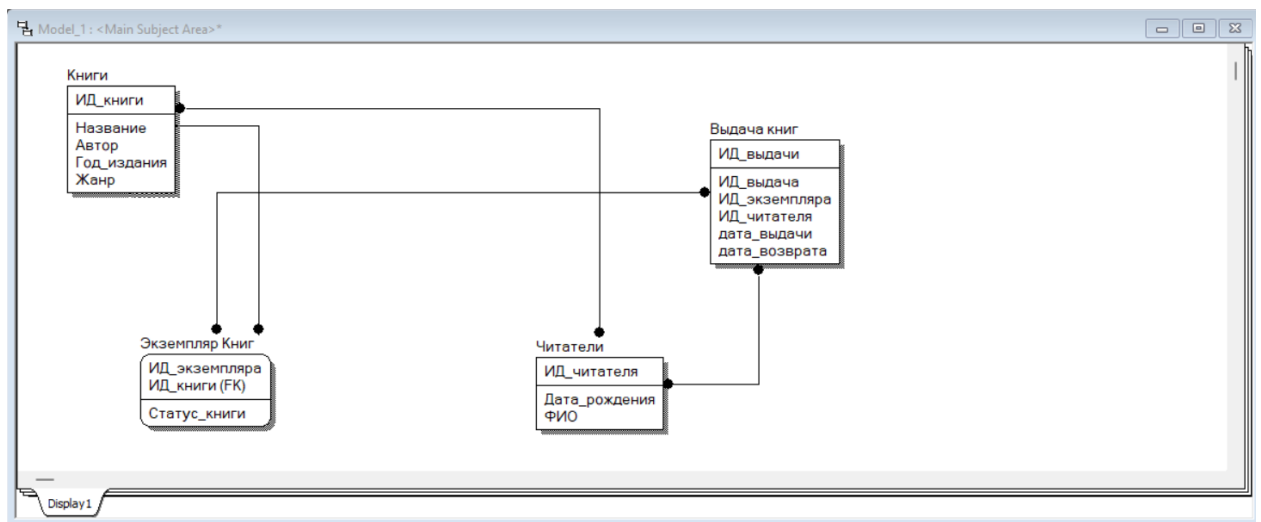 Model_1 : <Main Subject Area>*
Книги
ИД_книги
Название
Автор
Год_издания
Жанр
Выдача книг
ИД_выдачи
ИД_выдача
ИД_экземпляра
ИД_читателя
дата_выдачи
дата_возврата
Экземпляр Книг
ИД_экземпляра
ИД_книги (FK)
Статус_книги
Читатели
ИД_читателя
Дата_рождения
ФИО
Display1